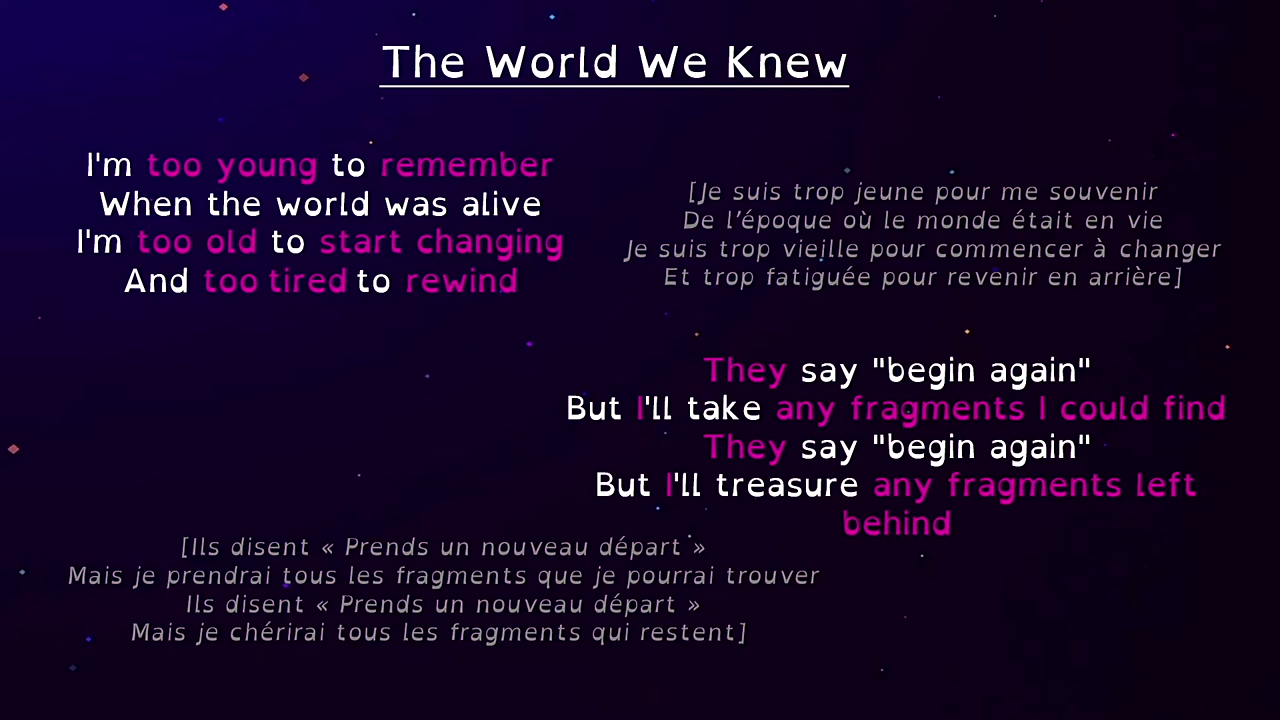 The World We Knew
I'm too young to remember
When the world was alive
I'm too old to start changing
And too tired to rewind
[Je suis trop jeune pour me souvenir
De l’époque où le monde était en vie
Je suis trop vieille pour commencer à changer
Et trop fatiguée pour revenir en arrière]
They say "begin again"
But I'll take any fragments I could find
They say "begin again"
But I'll treasure any fragments left
behind
[Ils disent « Prends un nouveau départ »
Mais je prendrai tous les fragments que je pourrai trouver
Ils disent « Prends un nouveau départ »
Mais je chérirai tous les fragments qui restent]